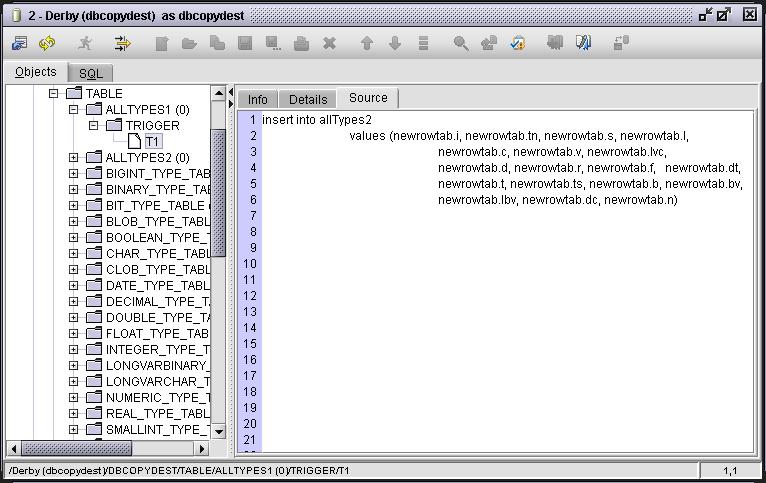 2 - Derby (dbcopydest)  as dbcopydest
Objects
SQL
TABLE
ALLTYPES1 (0)
TRIGGER
T1
ALLTYPES2 (0)
BIGINT_TYPE_TAB
BINARY_TYPE_TAB
BIT_TYPE_TABLE (
BLOB_TYPE_TABL
BOOLEAN_TYPE_T
CHAR_TYPE_TABL
CLOB_TYPE_TABL
DATE_TYPE_TABL
DECIMAL_TYPE_TA
DOUBLE_TYPE_TA
FLOAT_TYPE_TAB
INTEGER_TYPE_T
LONGVARBINARY_
LONGVARCHAR_T
NUMERIC_TYPE_TA
REAL_TYPE_TABL
SMALLINT_TYPE_
Info
Details
Source
1 insert into allTypes2
2 values (newrowtab.i, newrowtab.tn, newrowtab.s, newrowtab.l,
3 newrowtab.c, newrowtab.v, newrowtab.lvc,
4 newrowtab.d, newrowtab.r, newrowtab.f,   newrowtab.dt,
5 newrowtab.t, newrowtab.ts, newrowtab.b, newrowtab.bv,
6 newrowtab.lbv, newrowtab.dc, newrowtab.n)
7
8
9
10
11
12
13
14
15
16
17
18
19
20
21
/Derby (dbcopydest)/DBCOPYDEST/TABLE/ALLTYPES1 (0)/TRIGGER/T1
1,1